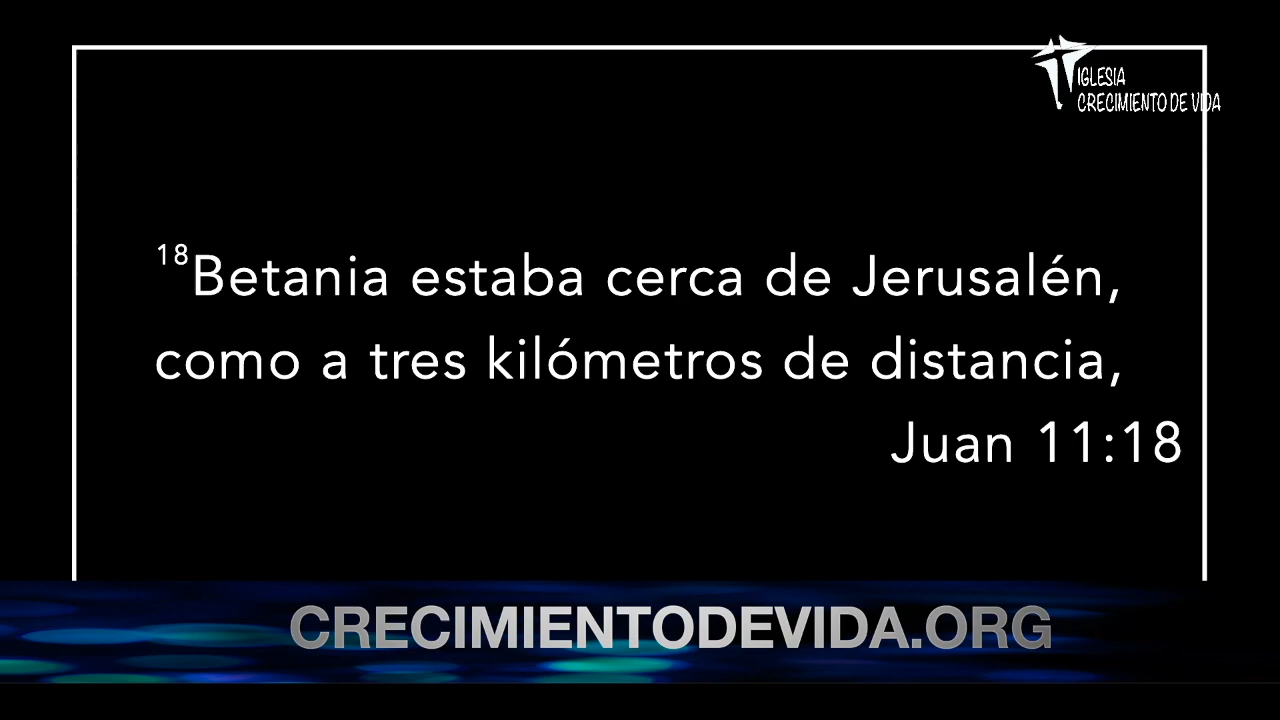 IGLESIA
CRECIMIENTO DE VIDA
18Betania estaba cerca de Jerusalén,
como a tres kilómetros de distancia,
Juan 11:18
CRECIMIENTODEVIDA.ORG